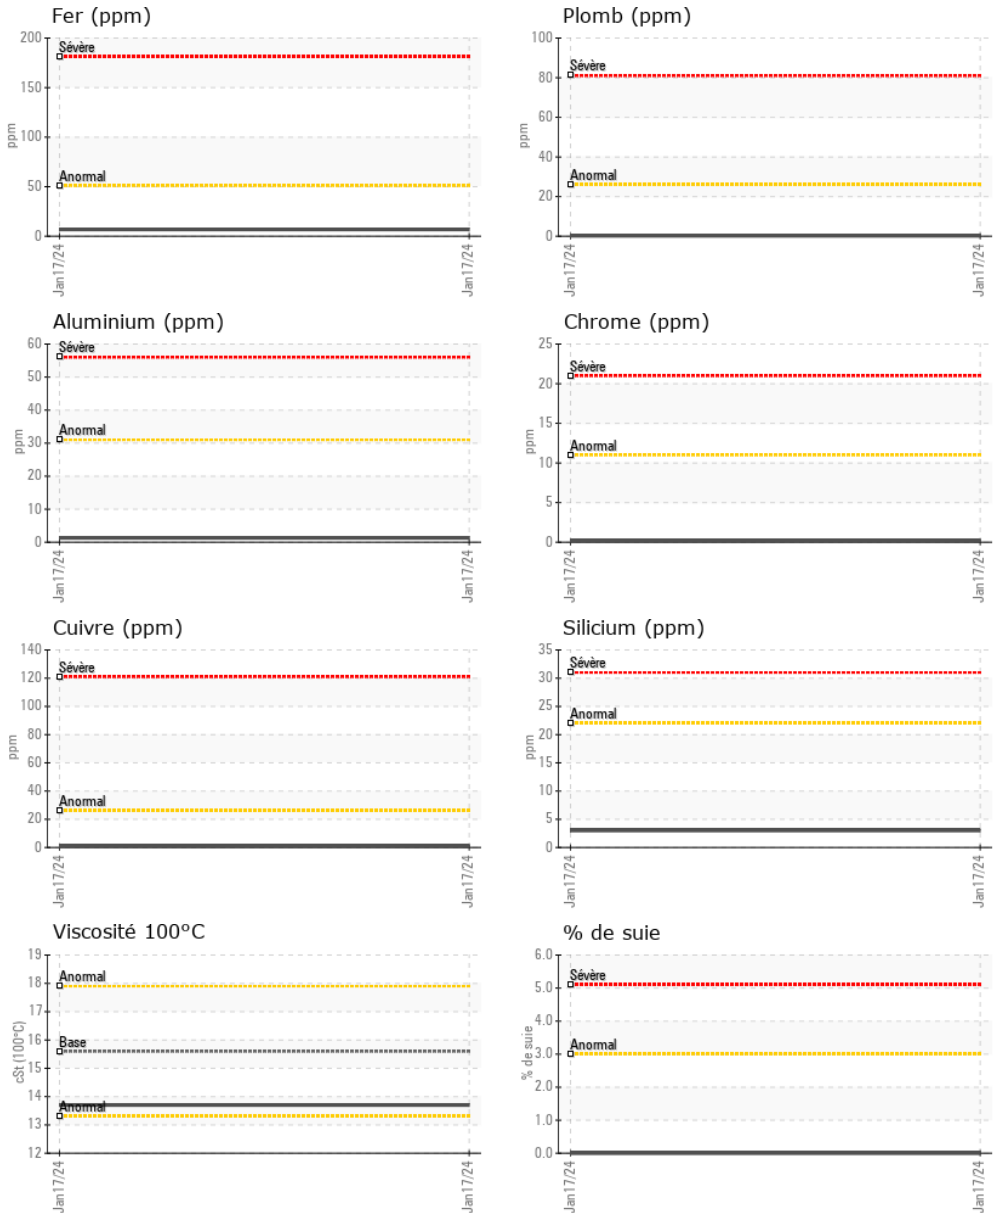 Fer (ppm)
200
Sévère
150
100
ppm
Anormal
50
0
Jan17/24
Jan17/24
Plomb (ppm)
100
Sévère
80
60
ppm
40
Anormal
20
0
Jan17/24
Jan17/24
Aluminium (ppm)
60
Sévère
50
40
Anormal
30
ppm
20
10
0
Jan17/24
Jan17/24
Chrome (ppm)
25
Sévère
20
15
Anormal
ppm
10
5
0
Jan17/24
Jan17/24
Cuivre (ppm)
140
Sévère
120
100
80
ppm
60
40
Anormal
20
0
Jan17/24
Jan17/24
Silicium (ppm)
35
Sévère
30
25
Anormal
20
ppm
15
10
5
0
Jan17/24
Jan17/24
Viscosité 100°C
19
Anormal
18
17
16
Base
cSt (100°C)
15
14
Anormal
13
12
Jan17/24
Jan17/24
% de suie
6.0
Sévère
5.0
4.0
Anormal
3.0
% de suie
2.0
1.0
0.0
Jan17/24
Jan17/24